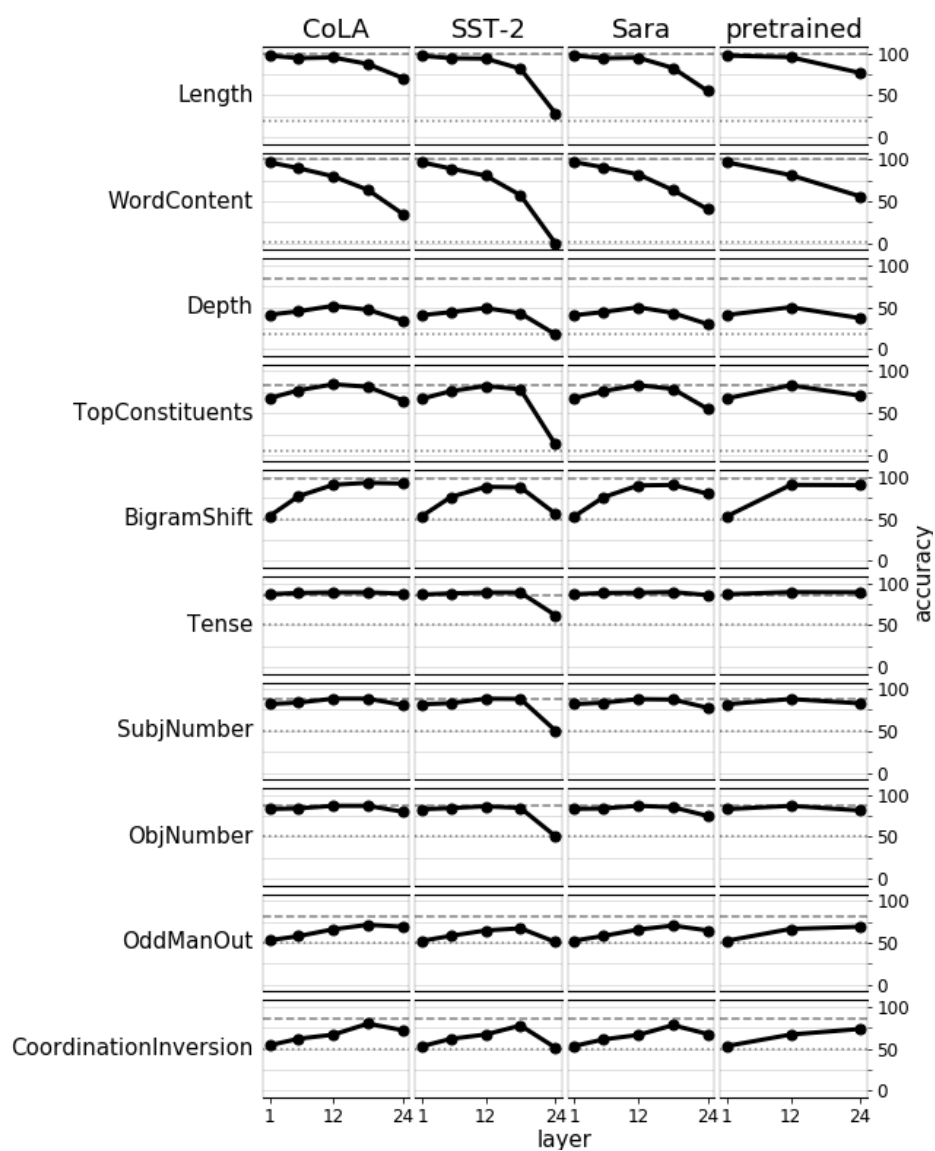 CoLA SST-2 Sara pretrained
Length
100
50
0
WordContent
100
50
0
Depth
100
50
0
TopConstituents
100
50
0
BigramShift
100
50
0
accuracy
Tense
100
50
0
SubjNumber
100
50
0
ObjNumber
100
50
0
OddManOut
100
50
0
CoordinationInversion
100
50
0
1 12 24 1 12 24 1 12 24 1 12 24
layer